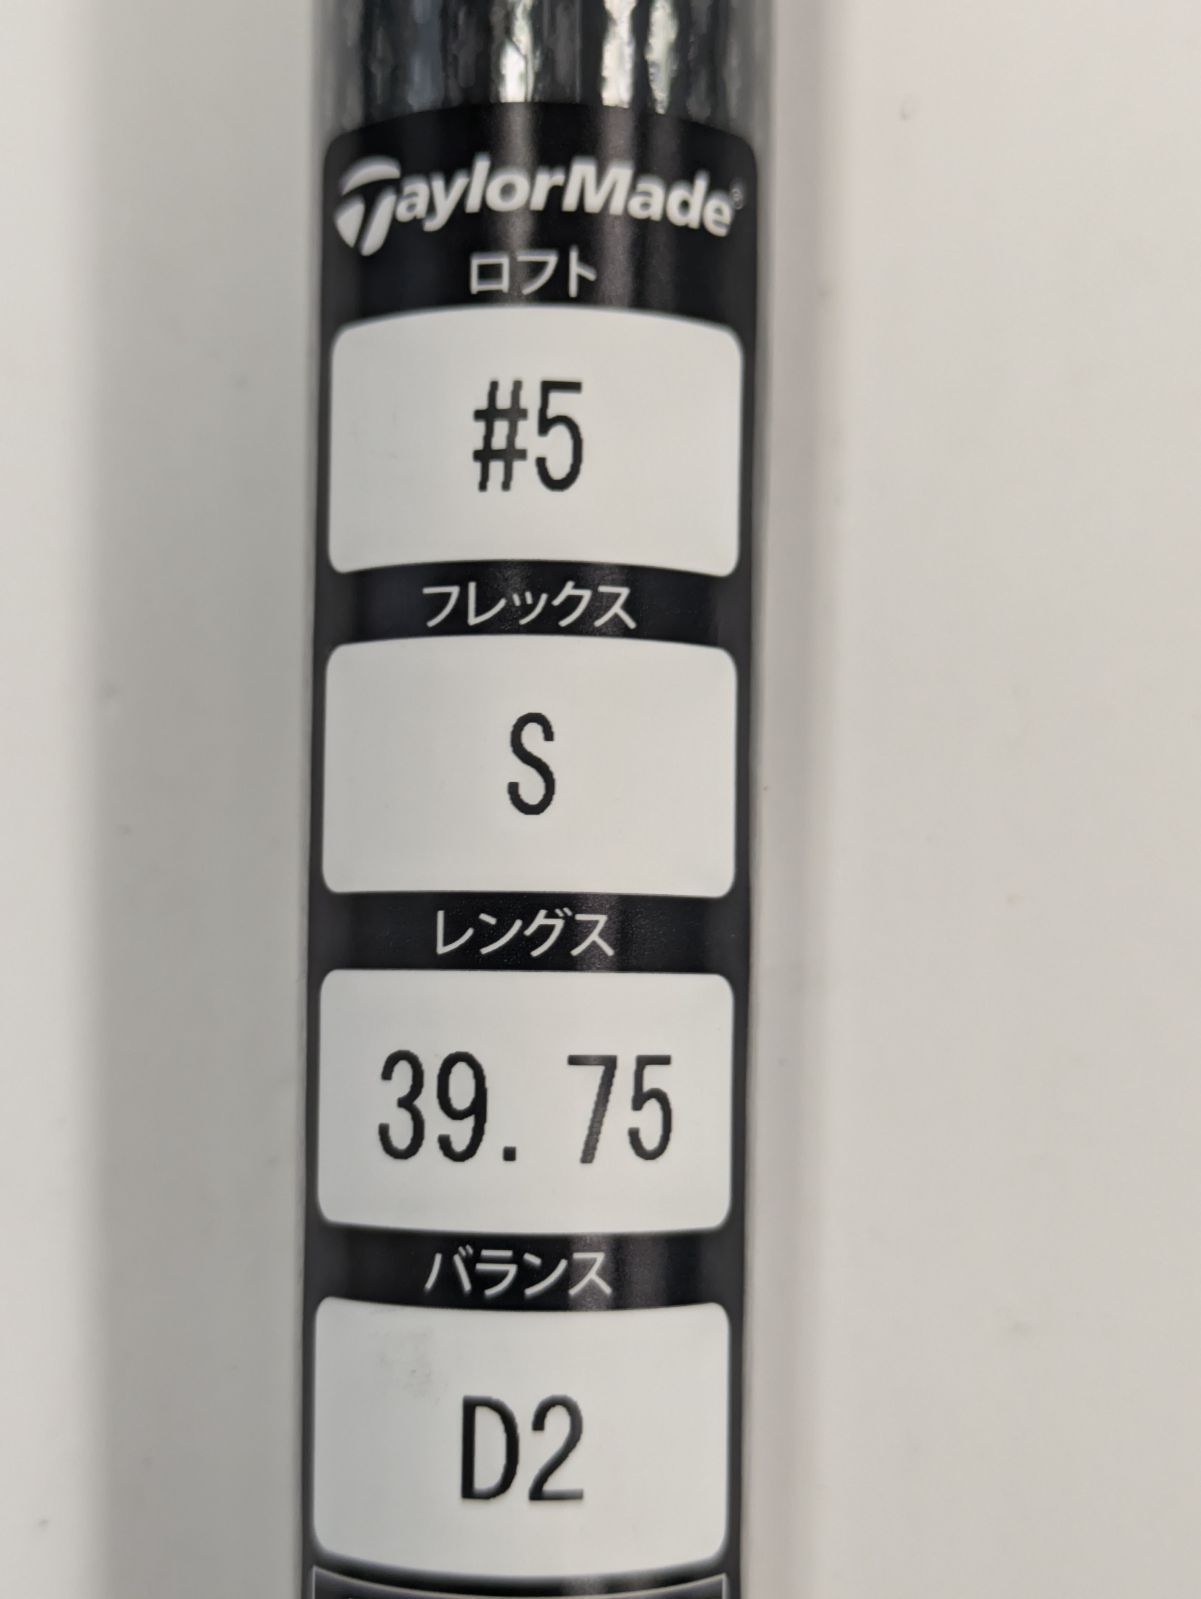 TaylorMade®
ロフト
#5
フレックス
S
レングス
39.75
バランス
D2